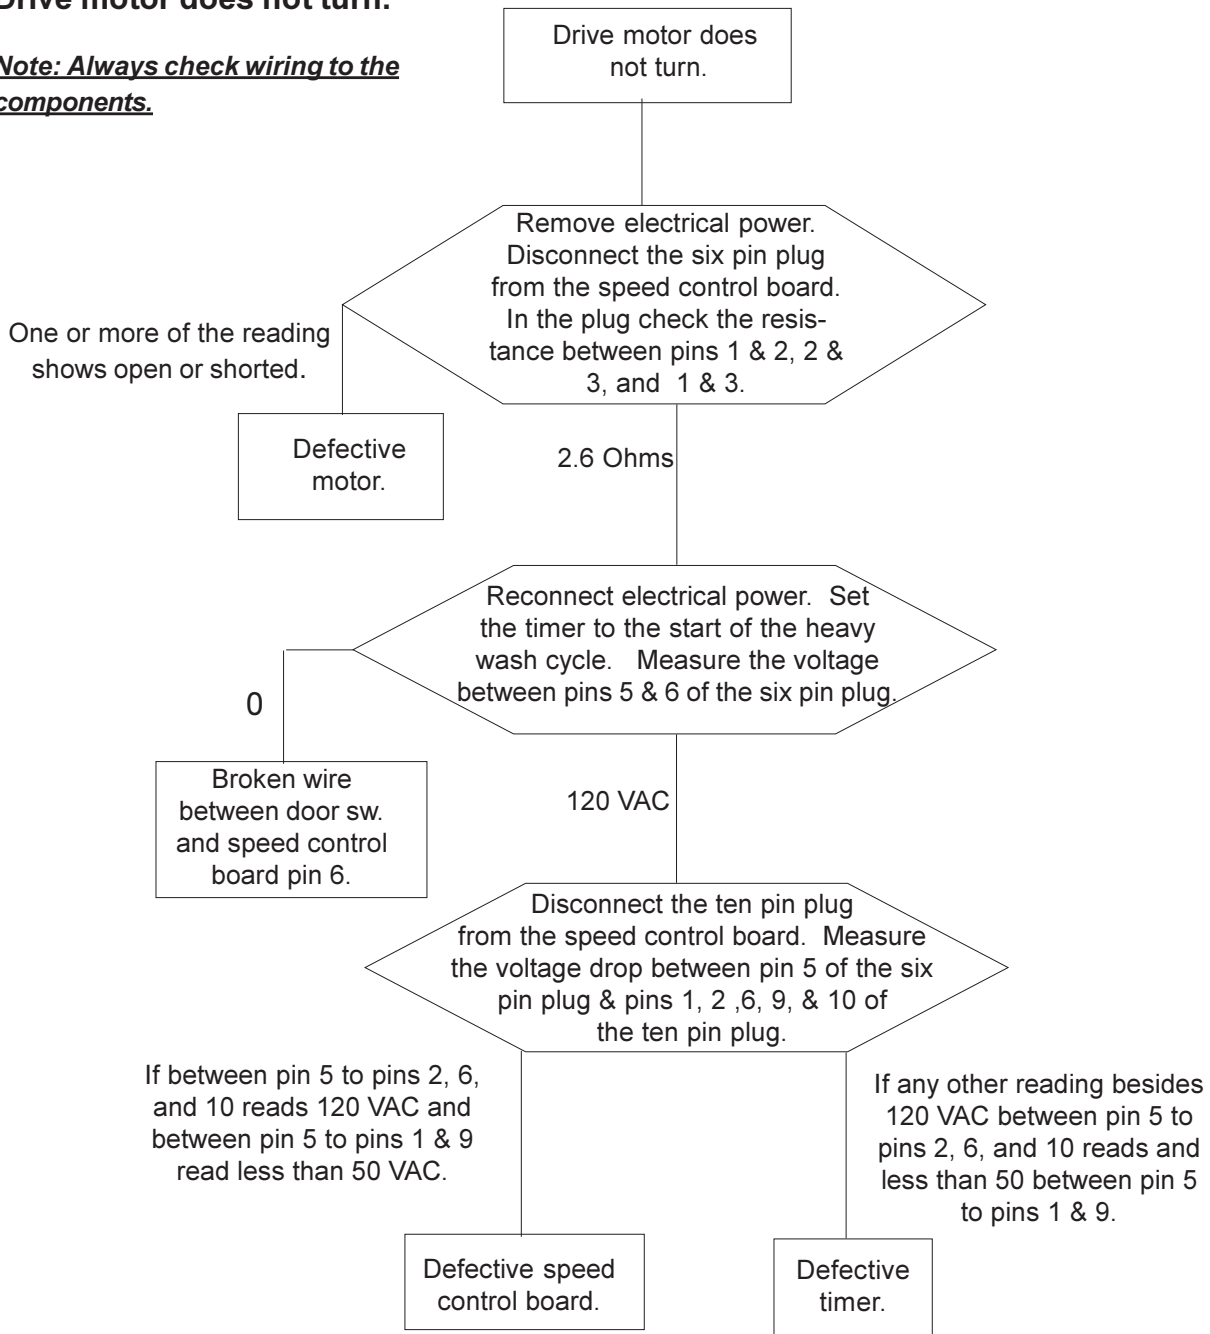 Drive motor does not turn.
Note: Always check wiring to the
components.
Drive motor does
not turn.
Remove electrical power.
Disconnect the six pin plug
from the speed control board.
In the plug check the resis-
tance between pins 1 & 2, 2 &
3, and 1 & 3.
One or more of the reading
shows open or shorted.
Defective
motor.
2.6 Ohms
Reconnect electrical power. Set
the timer to the start of the heavy
wash cycle. Measure the voltage
between pins 5 & 6 of the six pin plug.
0
Broken wire
between door sw.
and speed control
board pin 6.
120 VAC
Disconnect the ten pin plug
from the speed control board. Measure
the voltage drop between pin 5 of the six
pin plug & pins 1, 2 ,6, 9, & 10 of
the ten pin plug.
If between pin 5 to pins 2, 6,
and 10 reads 120 VAC and
between pin 5 to pins 1 & 9
read less than 50 VAC.
If any other reading besides
120 VAC between pin 5 to
pins 2, 6, and 10 reads and
less than 50 between pin 5
to pins 1 & 9.
Defective speed
control board.
Defective
timer.